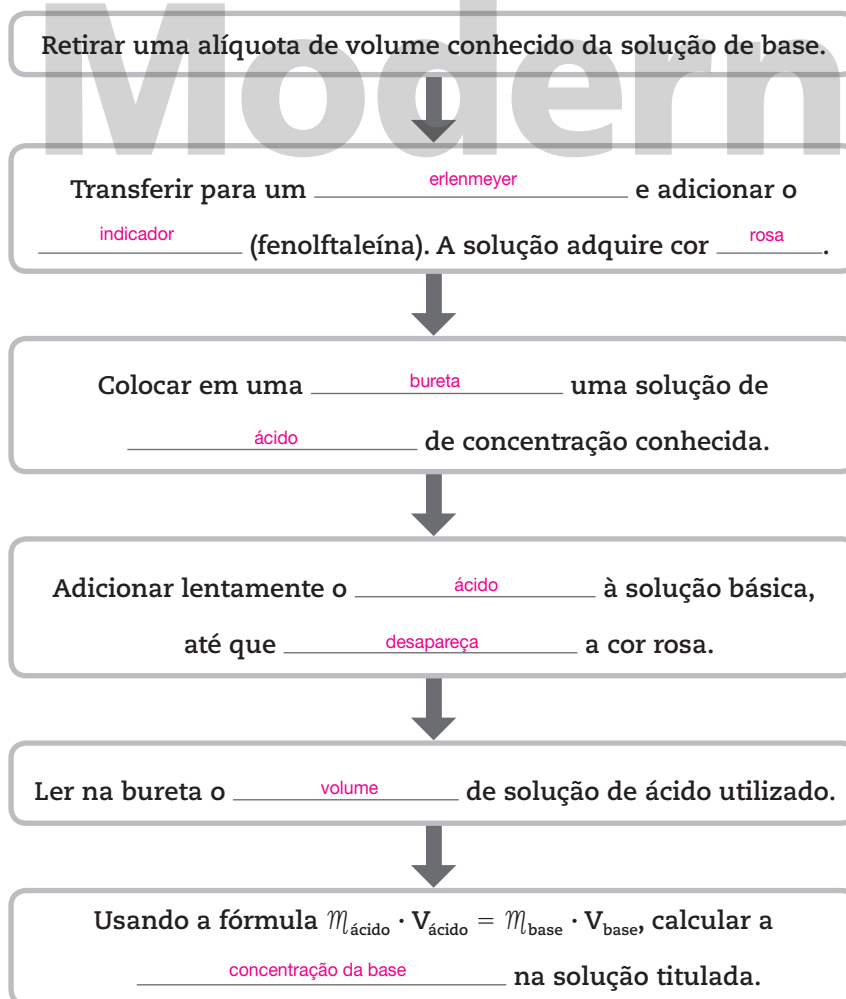 Modern
Retirar uma alíquota de volume conhecido da solução de base.
Transferir para um erlenmeyer e adicionar o
indicador (fenolftaleína). A solução adquire cor rosa.
Colocar em uma bureta uma solução de
ácido de concentração conhecida.
Adicionar lentamente o ácido à solução básica,
até que desapareça a cor rosa.
Ler na bureta o volume de solução de ácido utilizado.
Usando a fórmula ℳácido · Vácido = ℳbase · Vbase, calcular a
concentração da base na solução titulada.